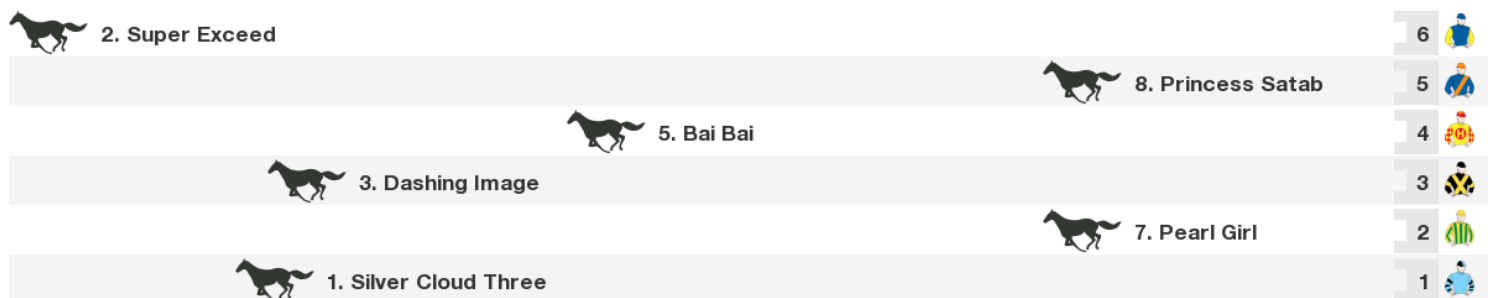 2. Super Exceed 6
8. Princess Satab 5
5. Bai Bai 4
3. Dashing Image 3
7. Pearl Girl 2
1. Silver Cloud Three 1